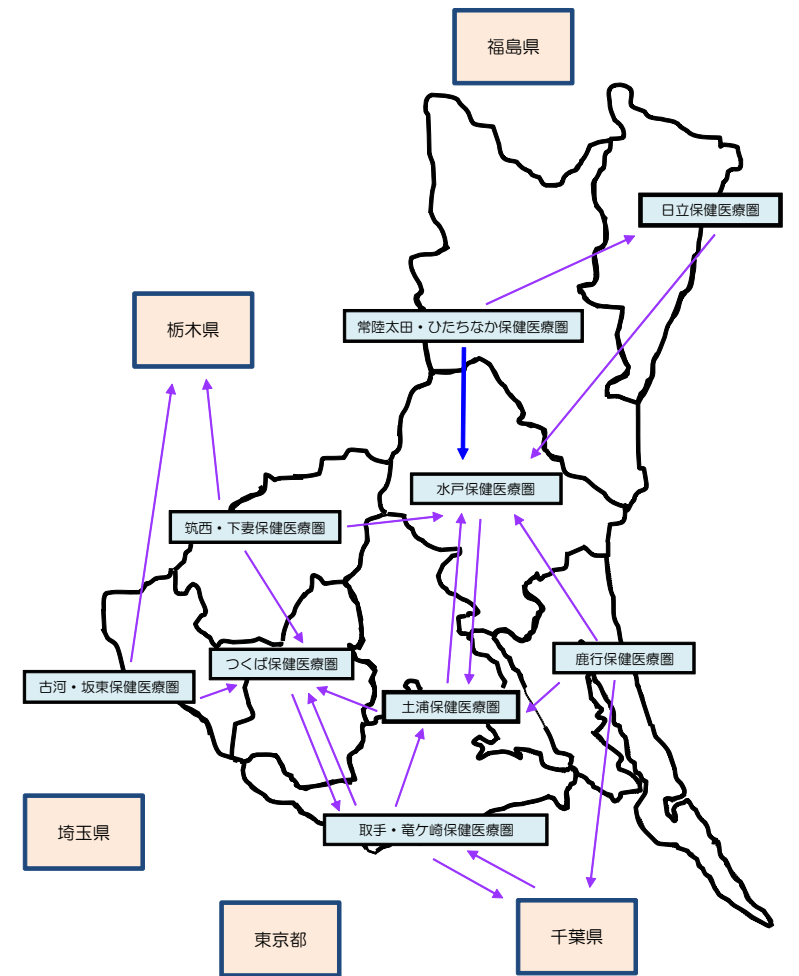 福島県
日立保健医療圏
栃木県
常陸太田・ひたちなか保健医療圏
水戸保健医療圏
筑西・下妻保健医療圏
つくば保健医療圏
鹿行保健医療圏
古河・坂東保健医療圏
土浦保健医療圏
取手・竜ケ崎保健医療圏
埼玉県
東京都
千葉県